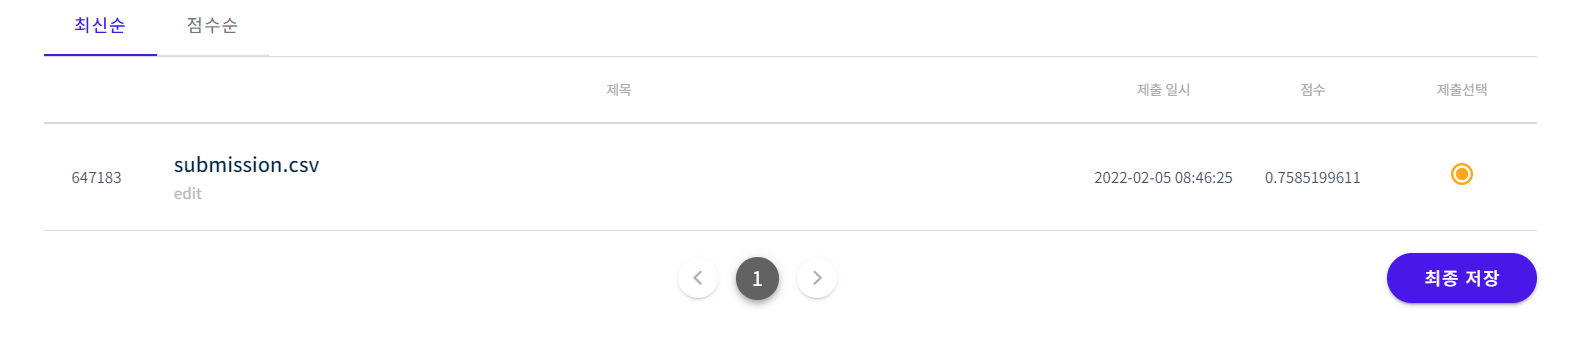 최신순 점수순
제목 제출 일시 점수 제출선택
647183 submission.csv 2022-02-05 08:46:25 0.7585199611
edit
1
최종 저장